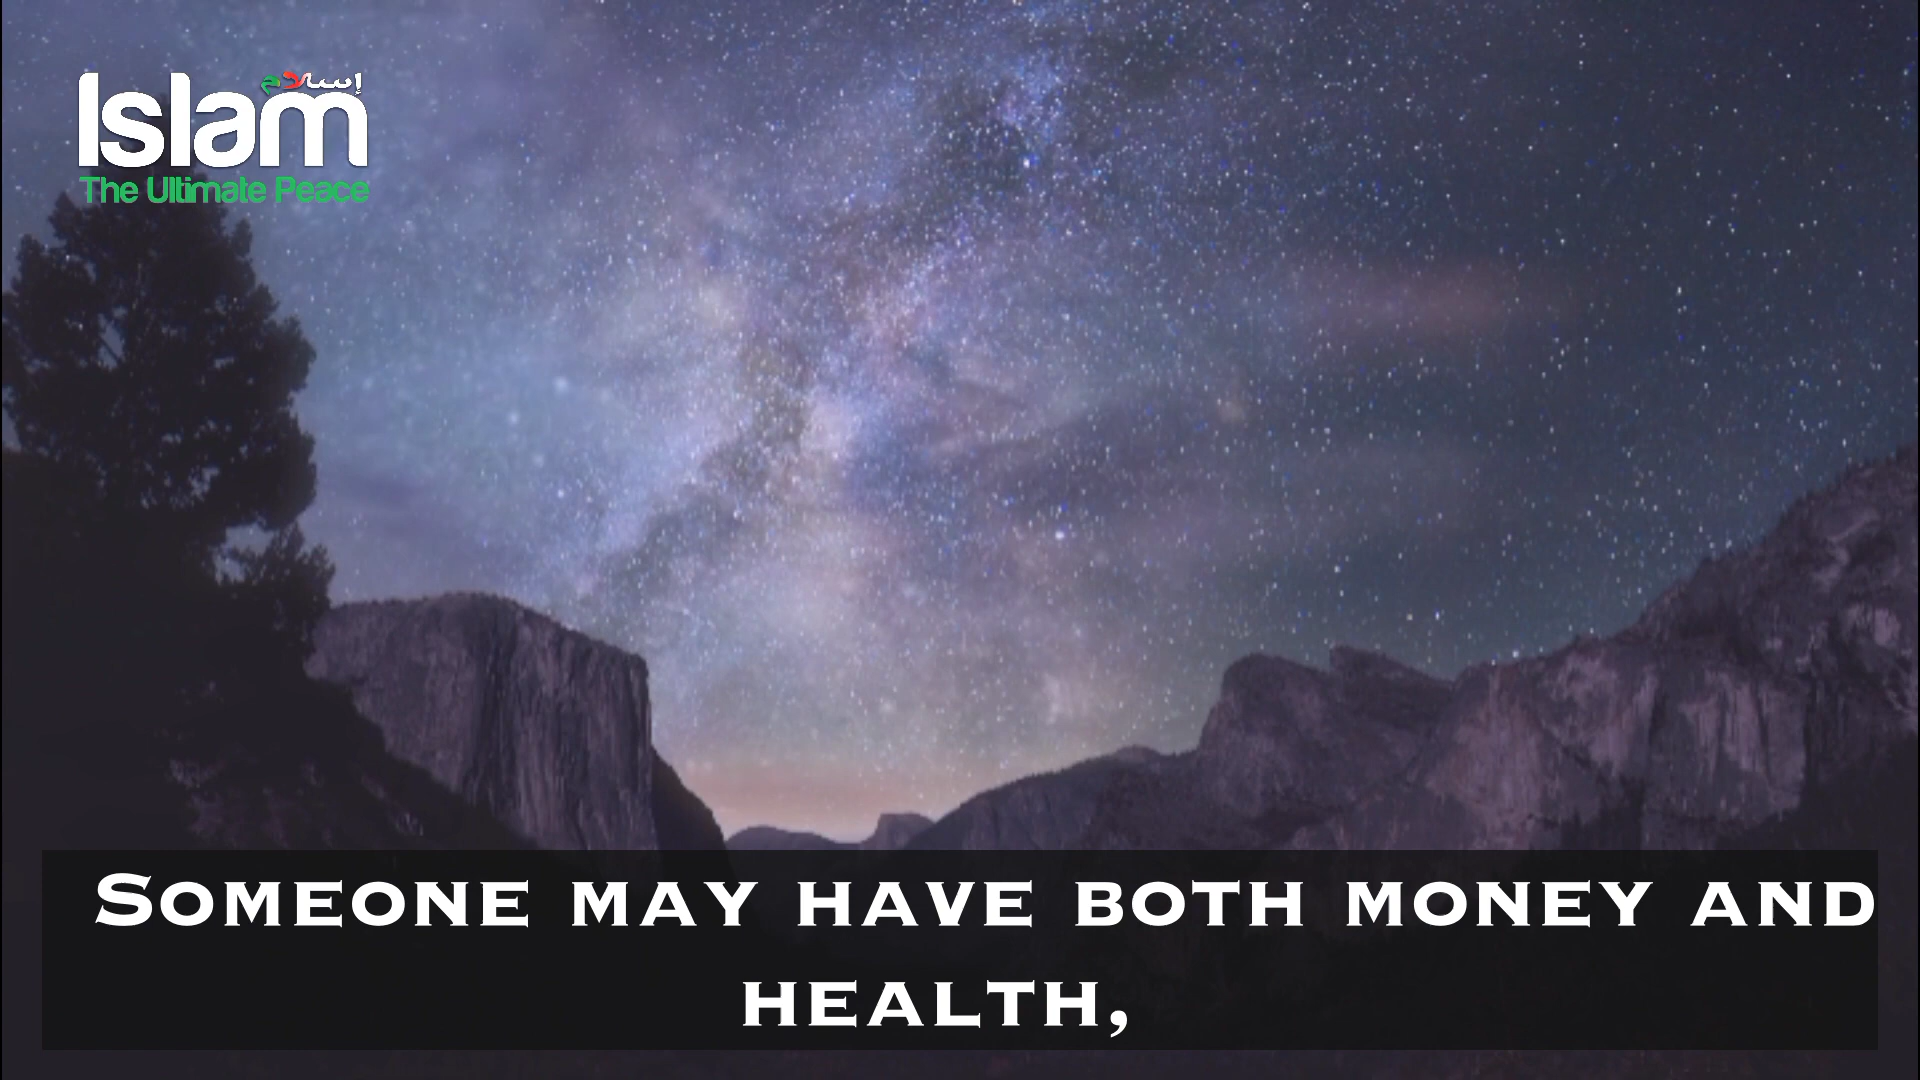 إسلام
Islam
The Ultimate Peace
Someone may have both money and
health,